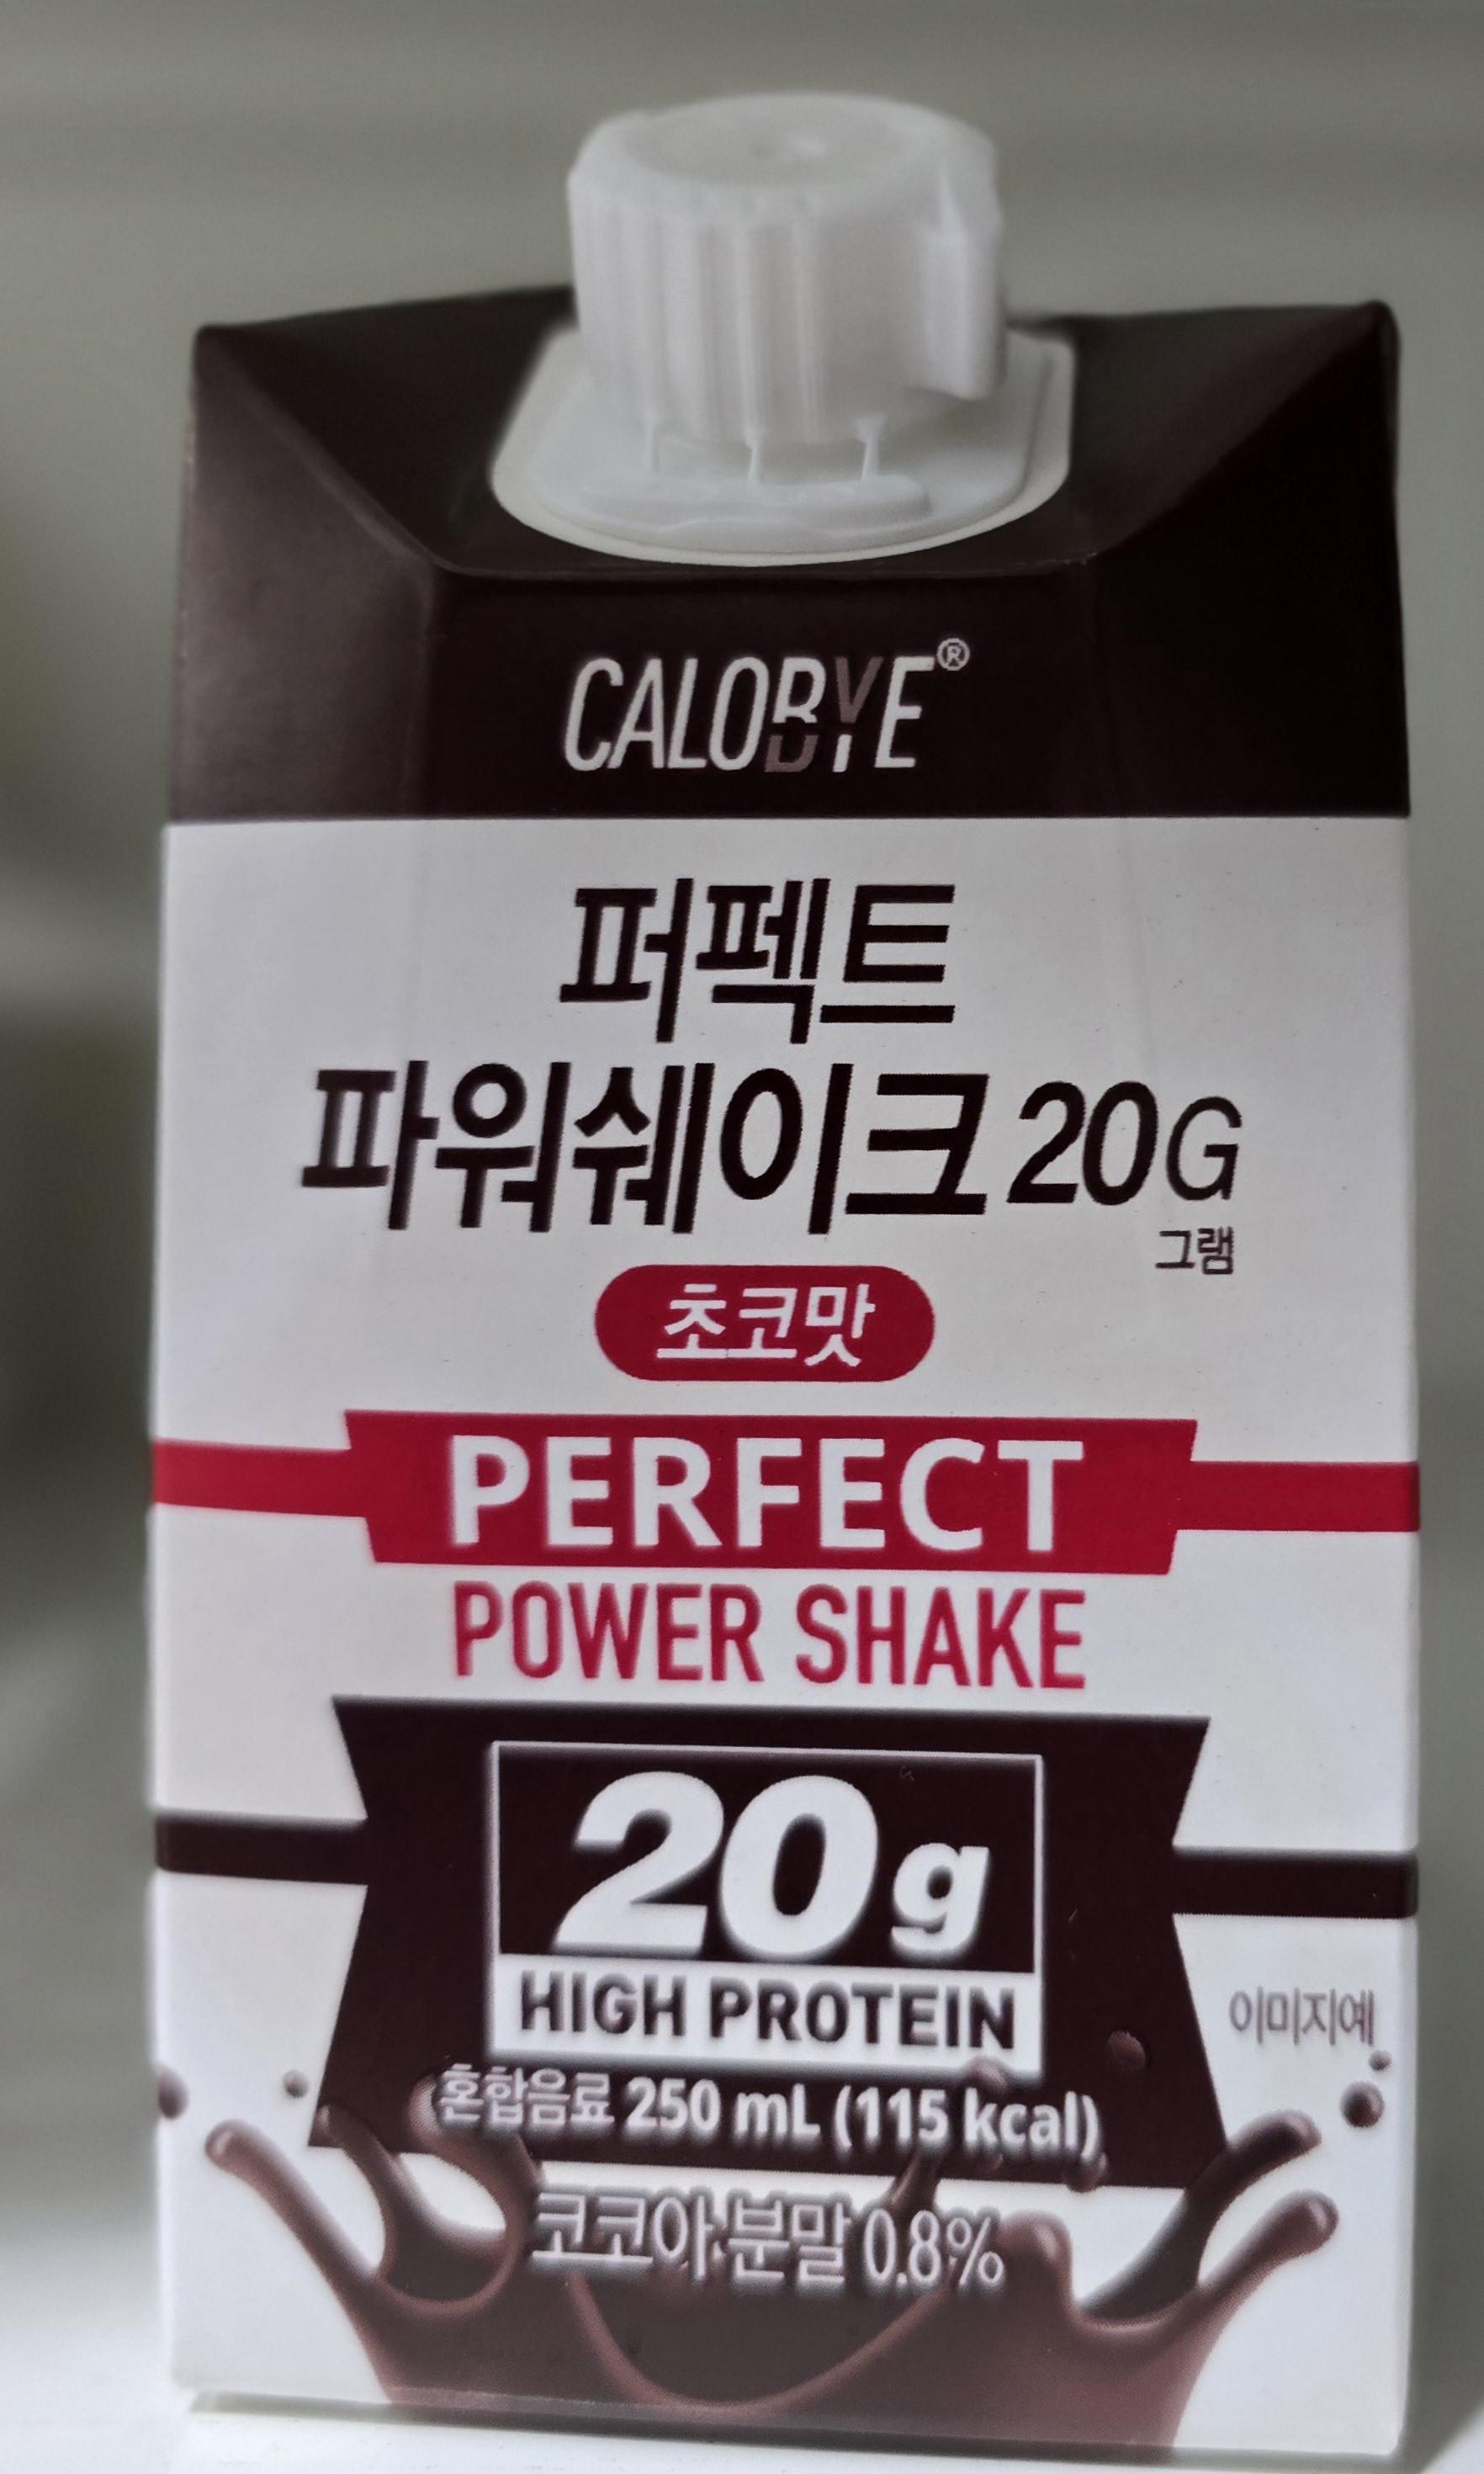 CALOBYE®
퍼펙트
파워쉐이크 20G
그램
초코맛
PERFECT
POWER SHAKE
20g
HIGH PROTEIN
이미지예
혼합음료 250 mL (115 kcal)
코코아 분말 0.8%